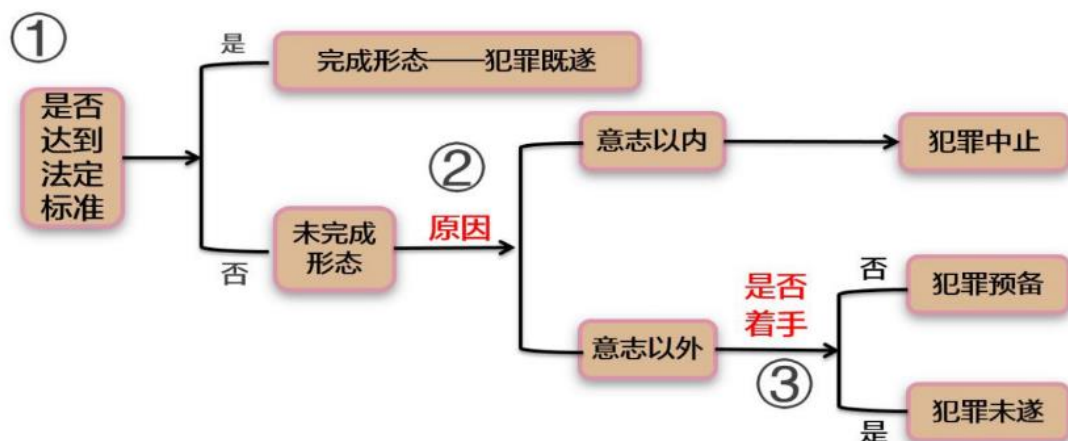 ①
是否
达到
法定
标准
是
完成形态——犯罪既遂
否
未完成
形态
②
原因
意志以内
犯罪中止
意志以外
是否
着手
③
否
犯罪预备
是
犯罪未遂